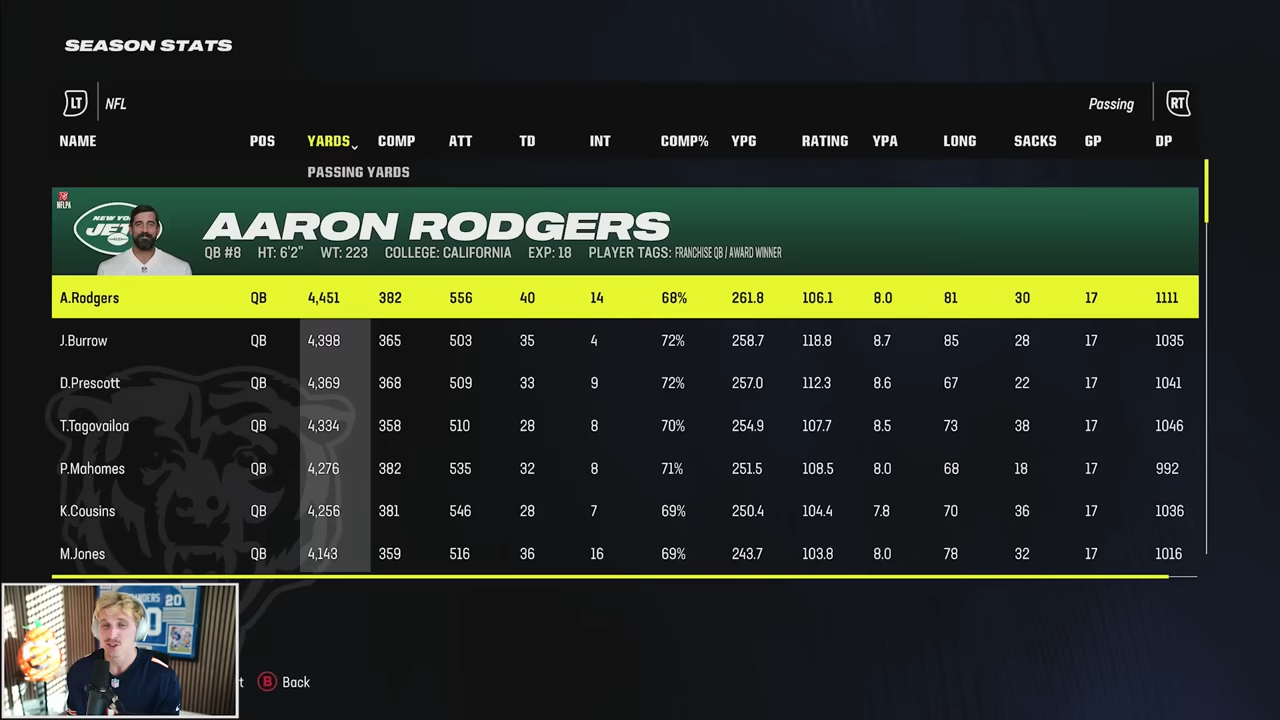 SEASON STATS
LT NFL Passing RT
NAME POS YARDS COMP ATT TD INT COMP% YPG RATING YPA LONG SACKS GP DP
PASSING YARDS
NFLPA
NEW YORK
JETS
AARON RODGERS
QB #8 HT: 6'2" WT: 223 COLLEGE: CALIFORNIA EXP: 18 PLAYER TAGS: FRANCHISE QB / AWARD WINNER
A.Rodgers QB 4,451 382 556 40 14 68% 261.8 106.1 8.0 81 30 17 1111
J.Burrow QB 4,398 365 503 35 4 72% 258.7 118.8 8.7 85 28 17 1035
D.Prescott QB 4,369 368 509 33 9 72% 257.0 112.3 8.6 67 22 17 1041
T.Tagovailoa QB 4,334 358 510 28 8 70% 254.9 107.7 8.5 73 38 17 1046
P.Mahomes QB 4,276 382 535 32 8 71% 251.5 108.5 8.0 68 18 17 992
K.Cousins QB 4,256 381 546 28 7 69% 250.4 104.4 7.8 70 36 17 1036
M.Jones QB 4,143 359 516 36 16 69% 243.7 103.8 8.0 78 32 17 1016
20
B Back